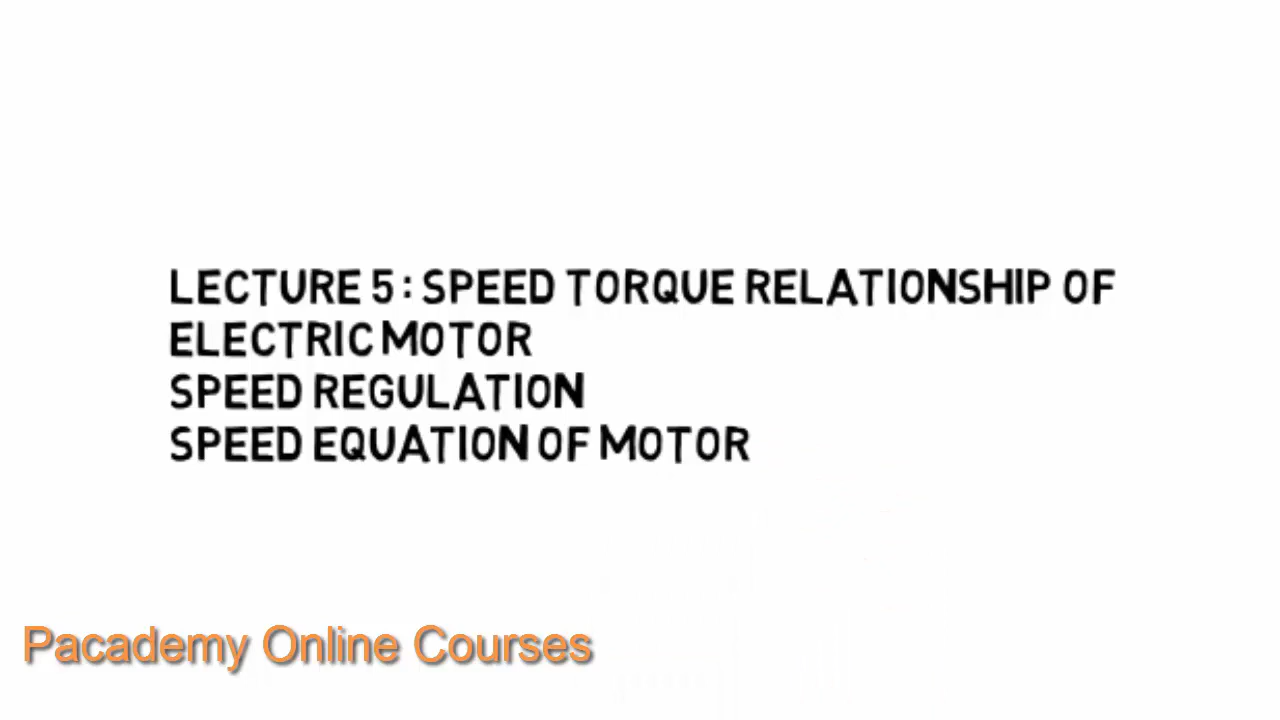 LECTURE 5 : SPEED TORQUE RELATIONSHIP OF
ELECTRIC MOTOR
SPEED REGULATION
SPEED EQUATION OF MOTOR
Pacademy Online Courses